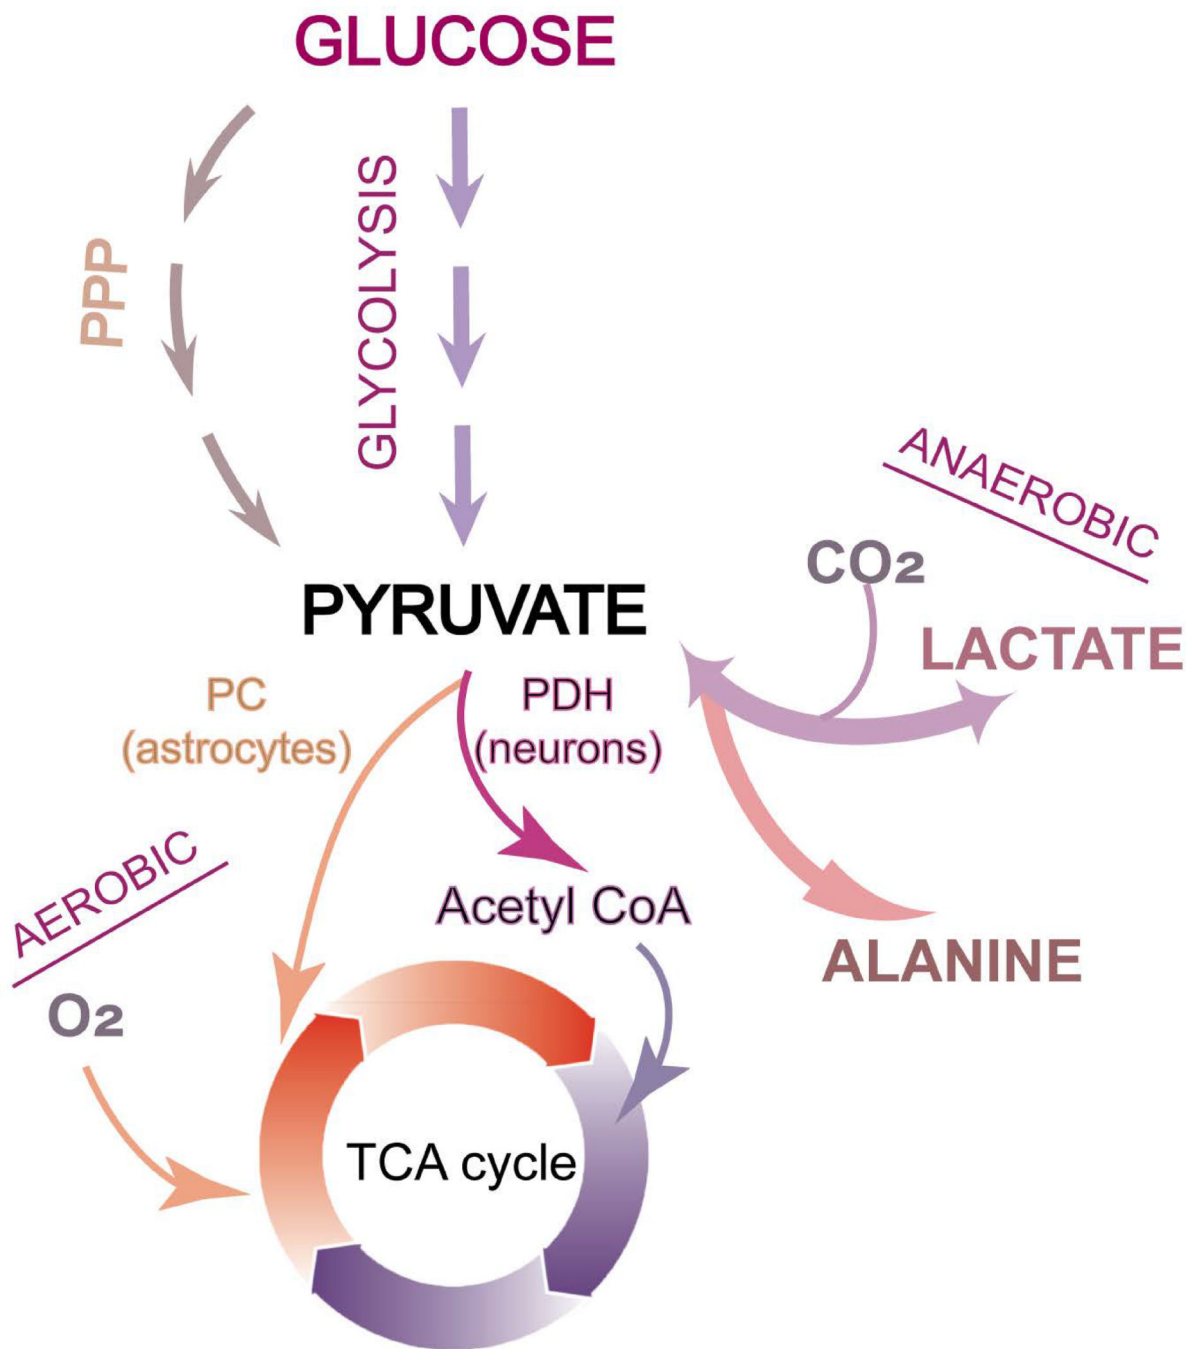 GLUCOSE
PPP
GLYCOLYSIS
ANAEROBIC
CO2
PYRUVATE
LACTATE
PC
(astrocytes)
PDH
(neurons)
AEROBIC
Acetyl CoA
ALANINE
O2
TCA cycle